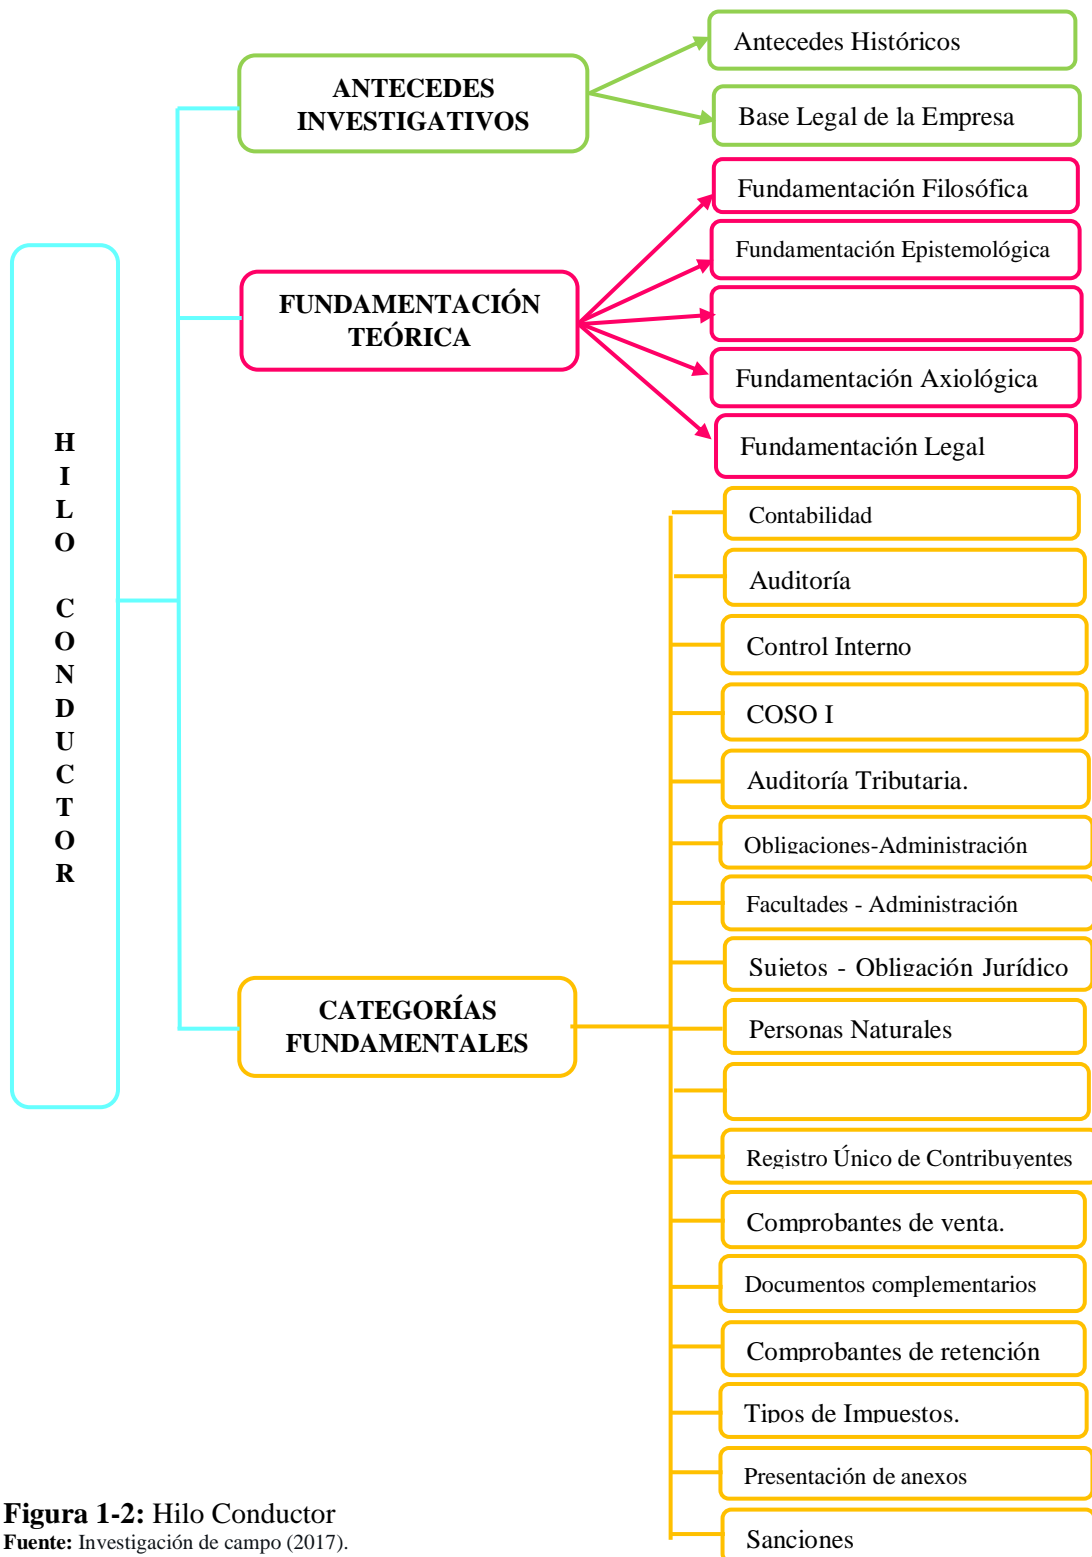 Antecedes Históricos
ANTECEDES
INVESTIGATIVOS
Base Legal de la Empresa
Fundamentación Filosófica
Fundamentación Epistemológica
FUNDAMENTACIÓN
TEÓRICA
Fundamentación Axiológica
Fundamentación Legal
H
I
L
O
C
O
N
D
U
C
T
O
R
Contabilidad
Auditoría
Control Interno
COSO I
Auditoría Tributaria.
Obligaciones-Administración
Facultades - Administración
Sujetos - Obligación Jurídico
CATEGORÍAS
FUNDAMENTALES
Personas Naturales
Registro Único de Contribuyentes
Comprobantes de venta.
Documentos complementarios
Comprobantes de retención
Tipos de Impuestos.
Presentación de anexos
Sanciones
Figura 1-2: Hilo Conductor
Fuente: Investigación de campo (2017).